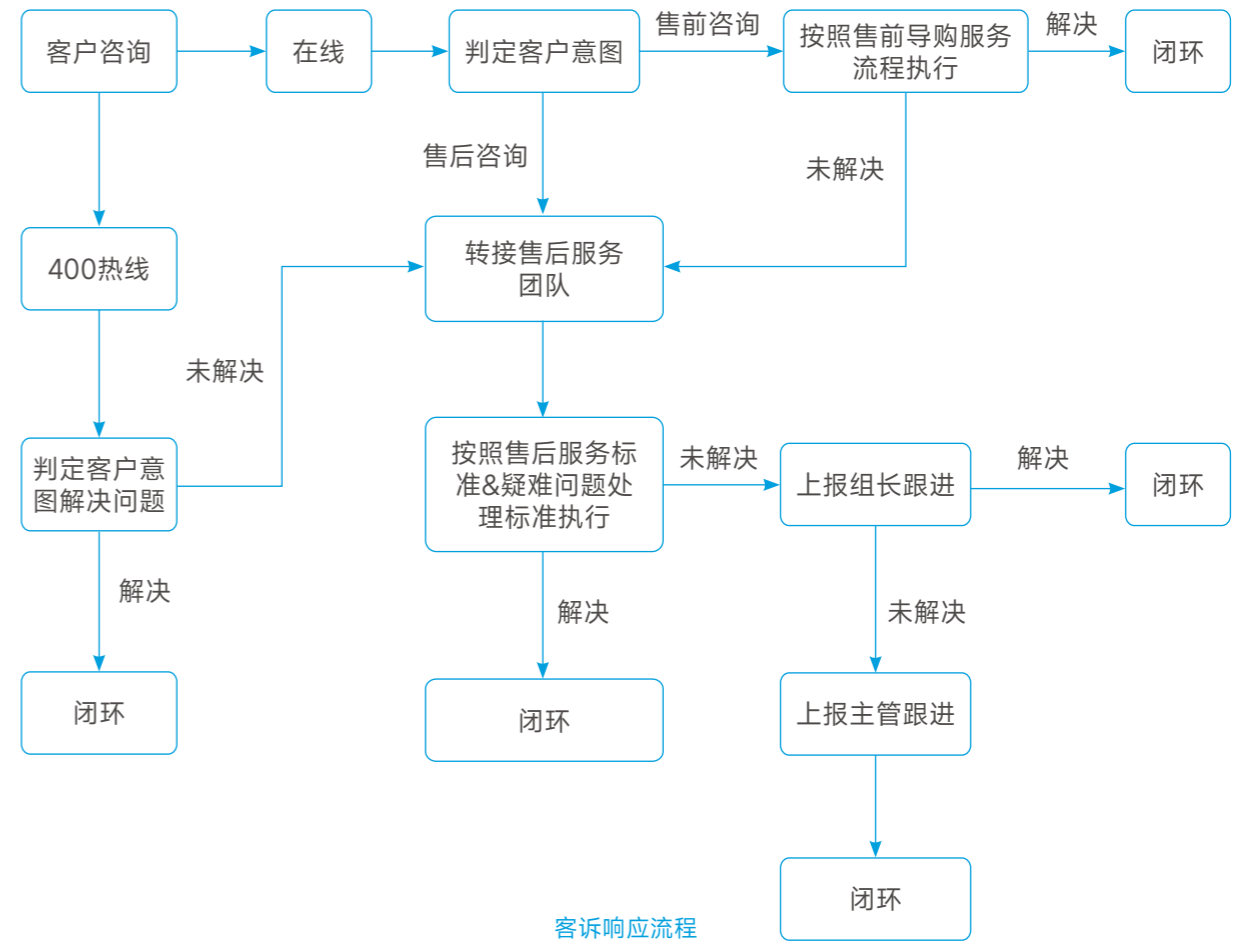 客户咨询
在线
判定客户意图
售前咨询
按照售前导购服务
流程执行
解决
闭环
售后咨询
未解决
400热线
转接售后服务
团队
未解决
判定客户意
图解决问题
按照售后服务标
准&疑难问题处
理标准执行
未解决
上报组长跟进
解决
闭环
解决
解决
未解决
闭环
闭环
上报主管跟进
闭环
客诉响应流程